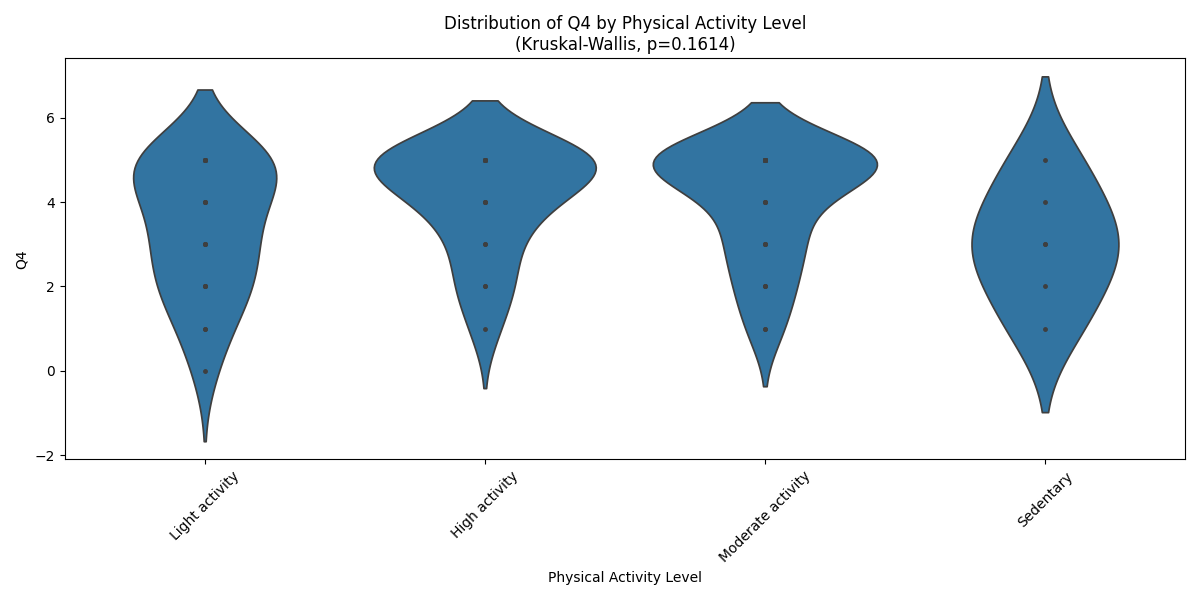 Distribution of Q4 by Physical Activity Level
(Kruskal-Wallis, p=0.1614)
Q4
6
4
2
0
−2
Light activity
High activity
Moderate activity
Sedentary
Physical Activity Level